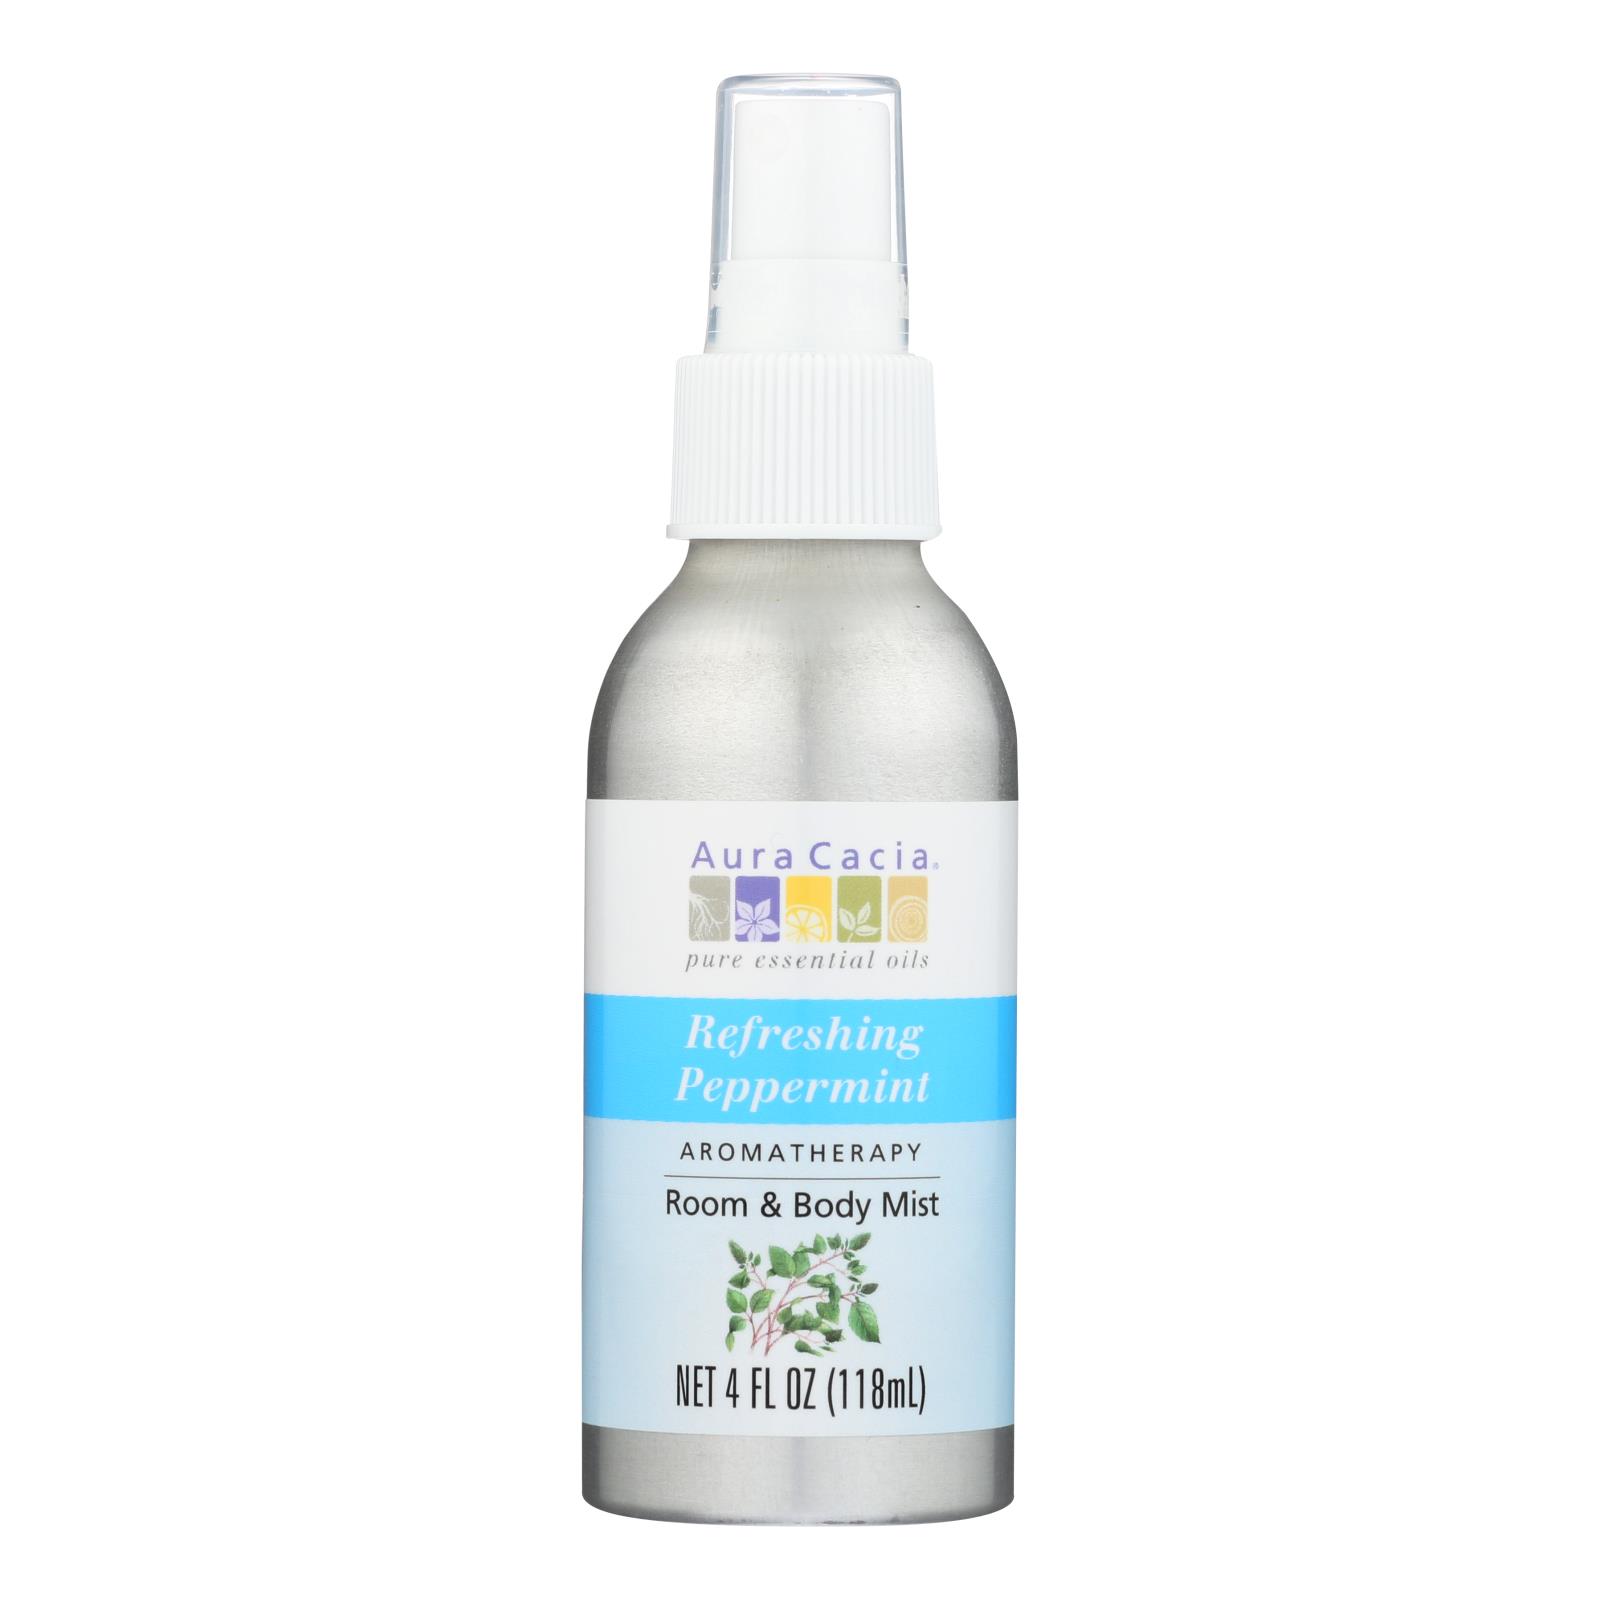 Aura Cacia®
pure essential oils
Refreshing
Peppermint
AROMATHERAPY
Room & Body Mist
NET 4 FL OZ (118mL)